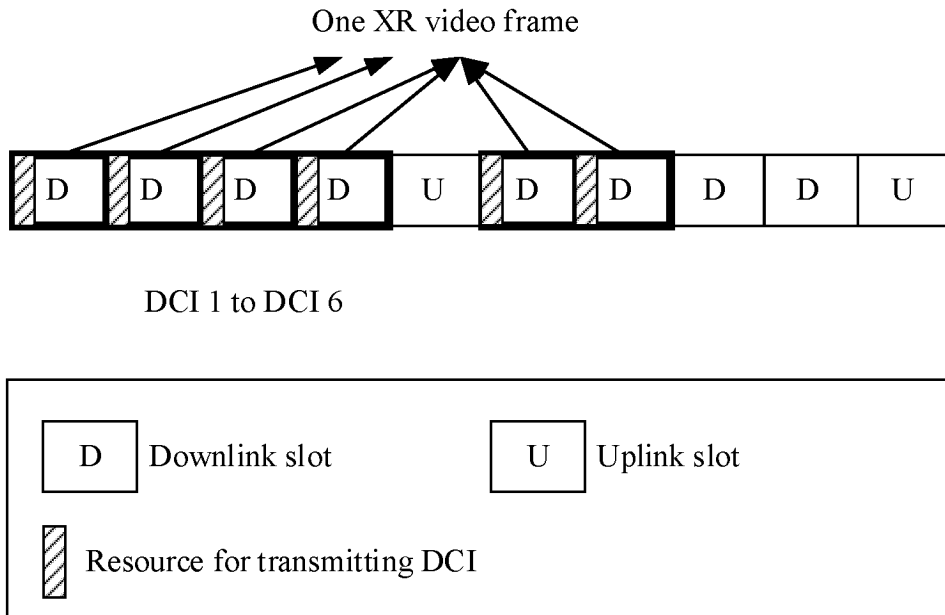 One XR video frame
D D D D U D D D D U
DCI 1 to DCI 6
D Downlink slot U Uplink slot
Resource for transmitting DCI